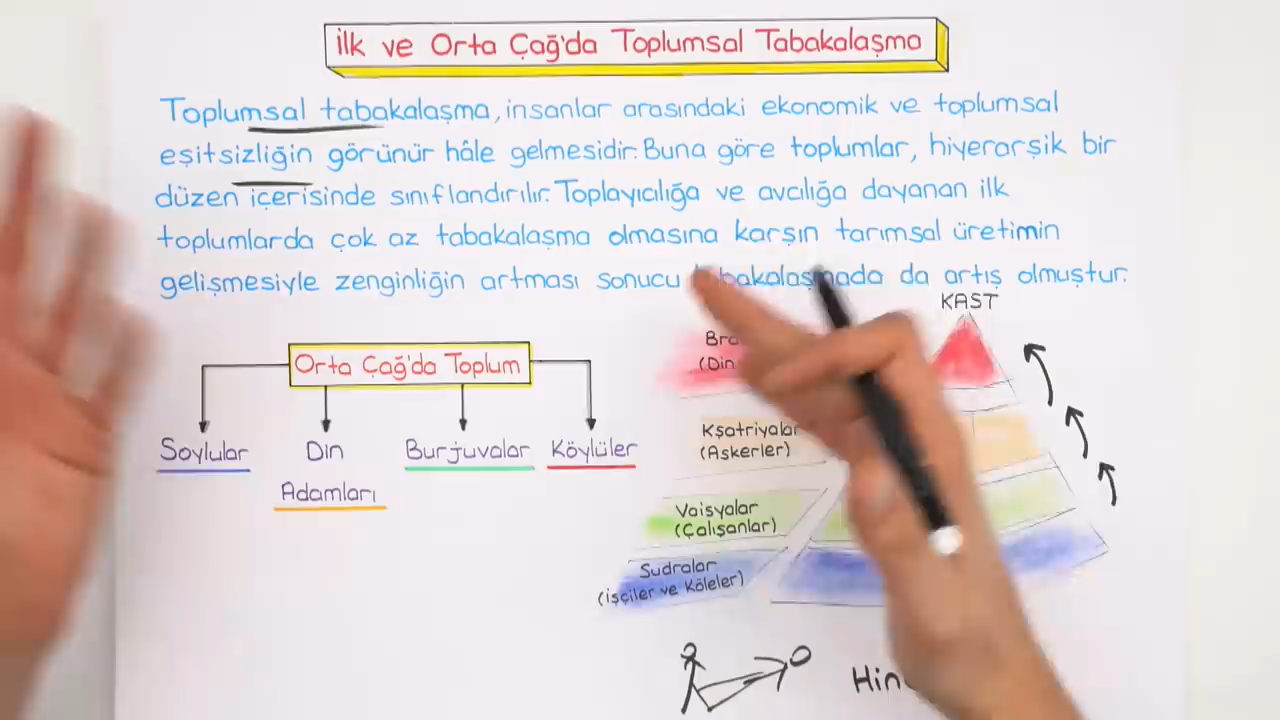 İlk ve Orta Çağ'da Toplumsal Tabakalaşma
Toplumsal tabakalaşma, insanlar arasındaki ekonomik ve toplumsal
eşitsizliğin görünür hâle gelmesidir. Buna göre toplumlar, hiyerarşik bir
düzen içerisinde sınıflandırılır. Toplayıcılığa ve avcılığa dayanan ilk
toplumlarda çok az tabakalaşma olmasına karşın tarımsal üretimin
gelişmesiyle zenginliğin artması sonucu tabakalaşmada da artış olmuştur.
KAST
Orta Çağ'da Toplum
Soylular
Din
Adamları
Burjuvalar
Köylüler
(Din
Kşatriyalar
(Askerler)
Vaisyalar
(Çalışanlar)
Sudralar
(işçiler ve Köleler)